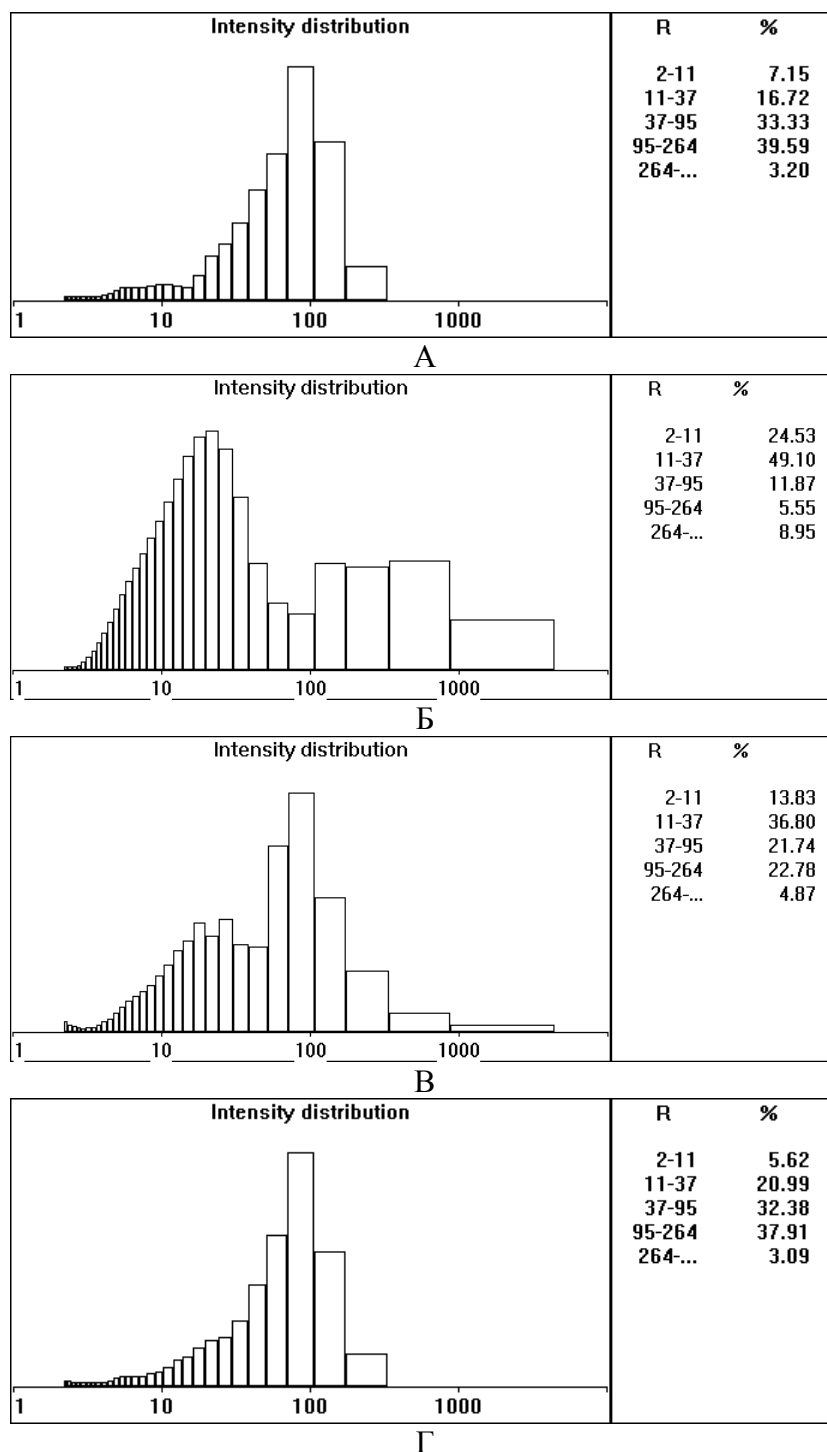 Intensity distribution R %
2-11 7.15
11-37 16.72
37-95 33.33
95-264 39.59
264-... 3.20
1 10 100 1000
А
Intensity distribution R %
2-11 24.53
11-37 49.10
37-95 11.87
95-264 5.55
264-... 8.95
1 10 100 1000
Б
Intensity distribution R %
2-11 13.83
11-37 36.80
37-95 21.74
95-264 22.78
264-... 4.87
1 10 100 1000
В
Intensity distribution R %
2-11 5.62
11-37 20.99
37-95 32.38
95-264 37.91
264-... 3.09
1 10 100 1000
Г